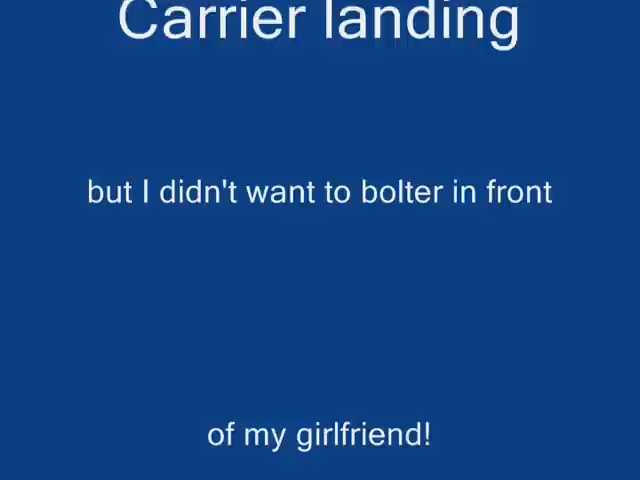 Carrier landing
but I didn't want to bolter in front
of my girlfriend!